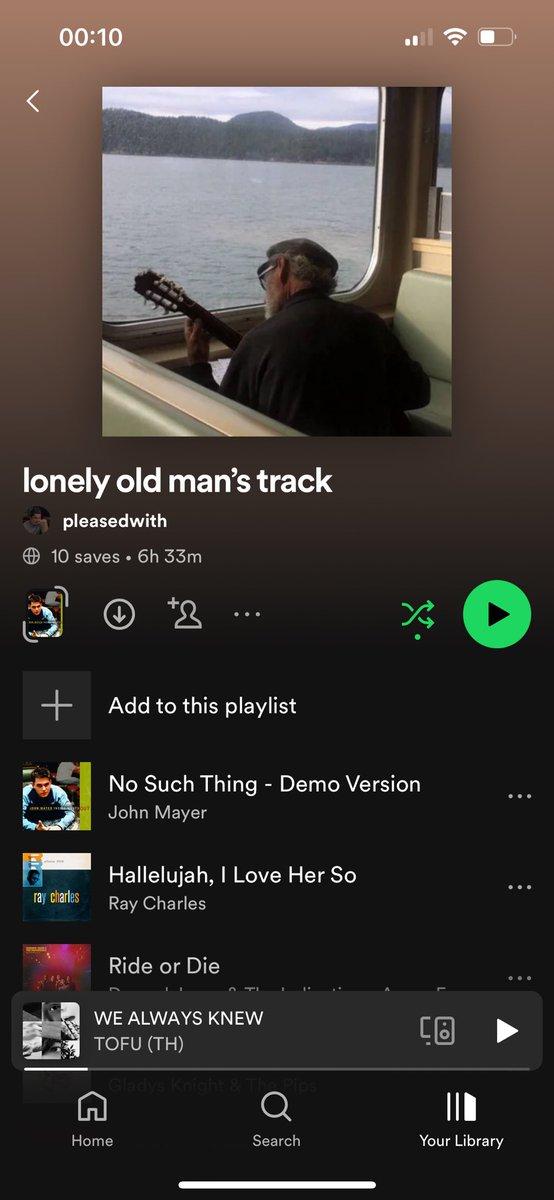 00:10
lonely old man's track
pleasedwith
10 saves • 6h 33m
Add to this playlist
No Such Thing - Demo Version
John Mayer
ray charles
Hallelujah, I Love Her So
Ray Charles
Ride or Die
WE ALWAYS KNEW
TOFU (TH)
Gladys Knight & The Pips
Home
Search
Your Library